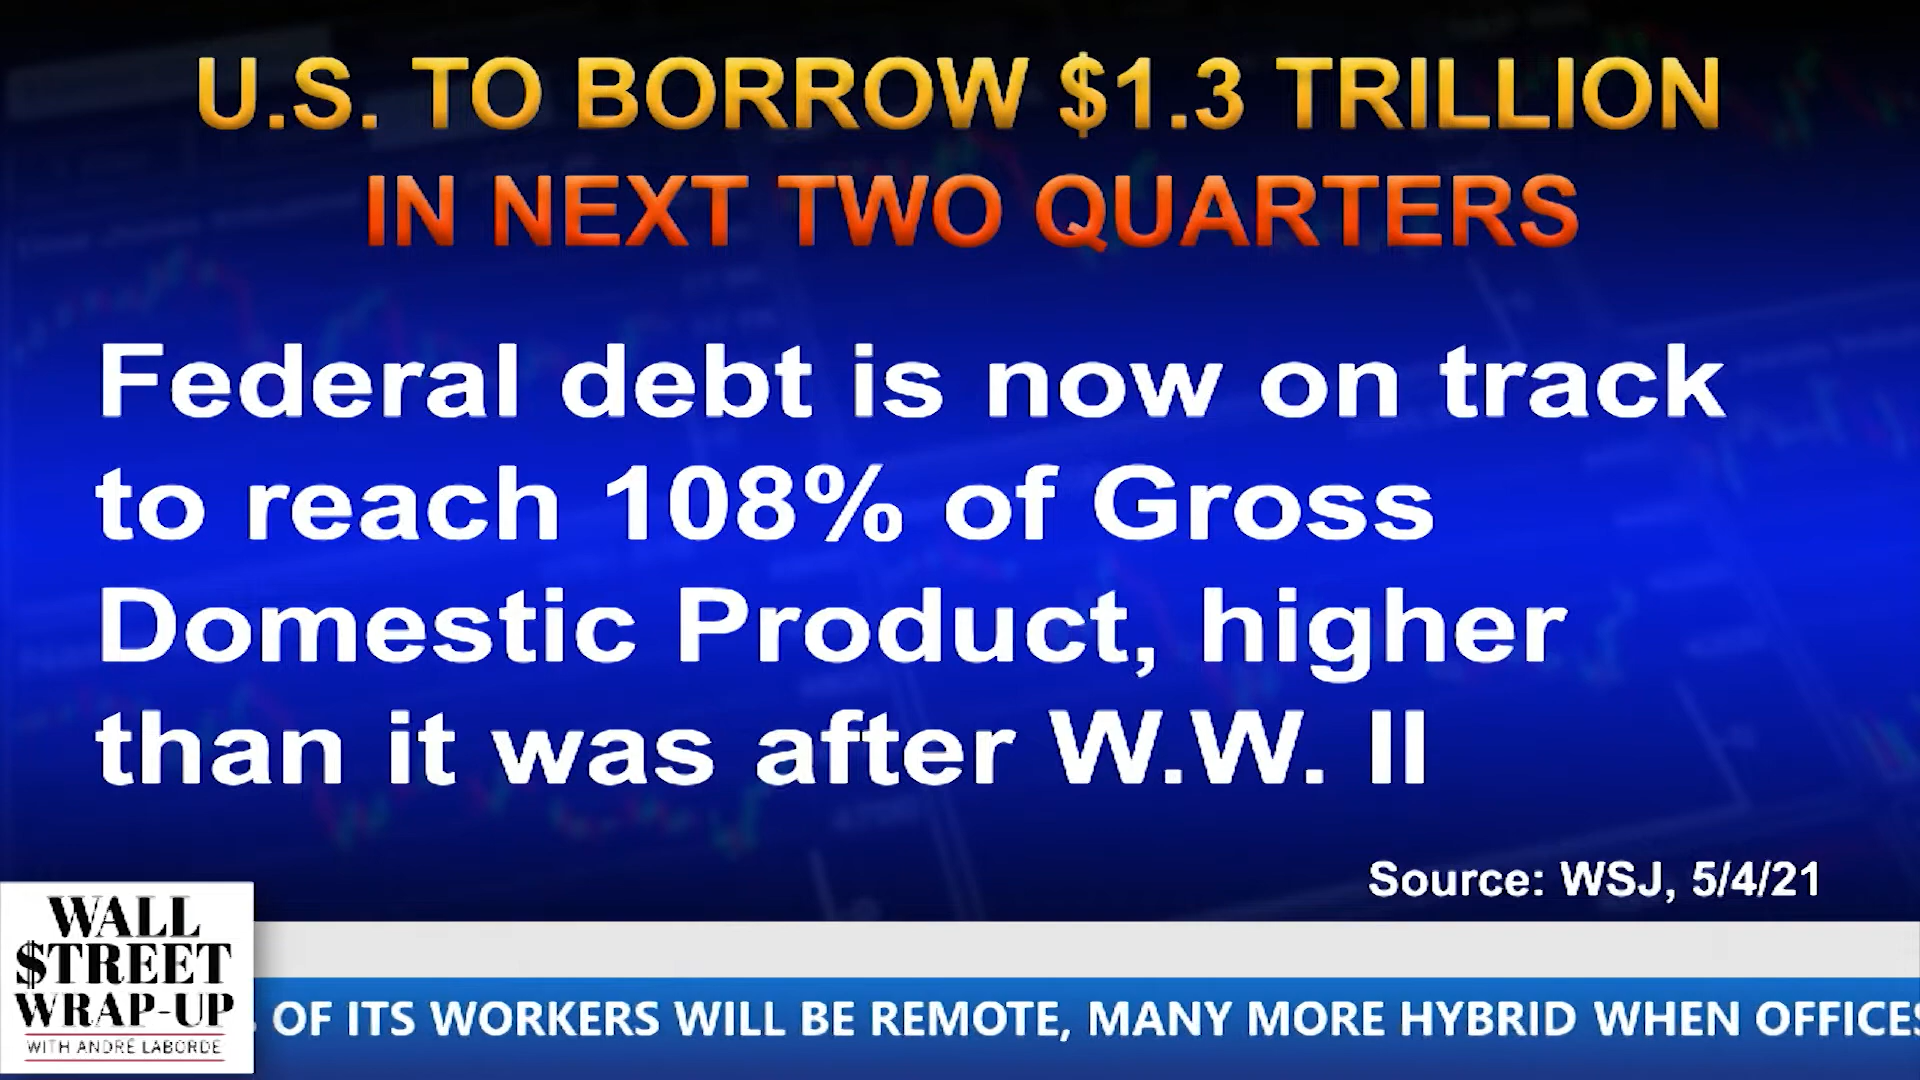 U.S. TO BORROW $1.3 TRILLION
IN NEXT TWO QUARTERS
Federal debt is now on track
to reach 108% of Gross
Domestic Product, higher
than it was after W.W. II
Source: WSJ, 5/4/21
WALL
$TREET
WRAP-UP
WITH ANDRÉ LABORDE
OF ITS WORKERS WILL BE REMOTE, MANY MORE HYBRID WHEN OFFICES